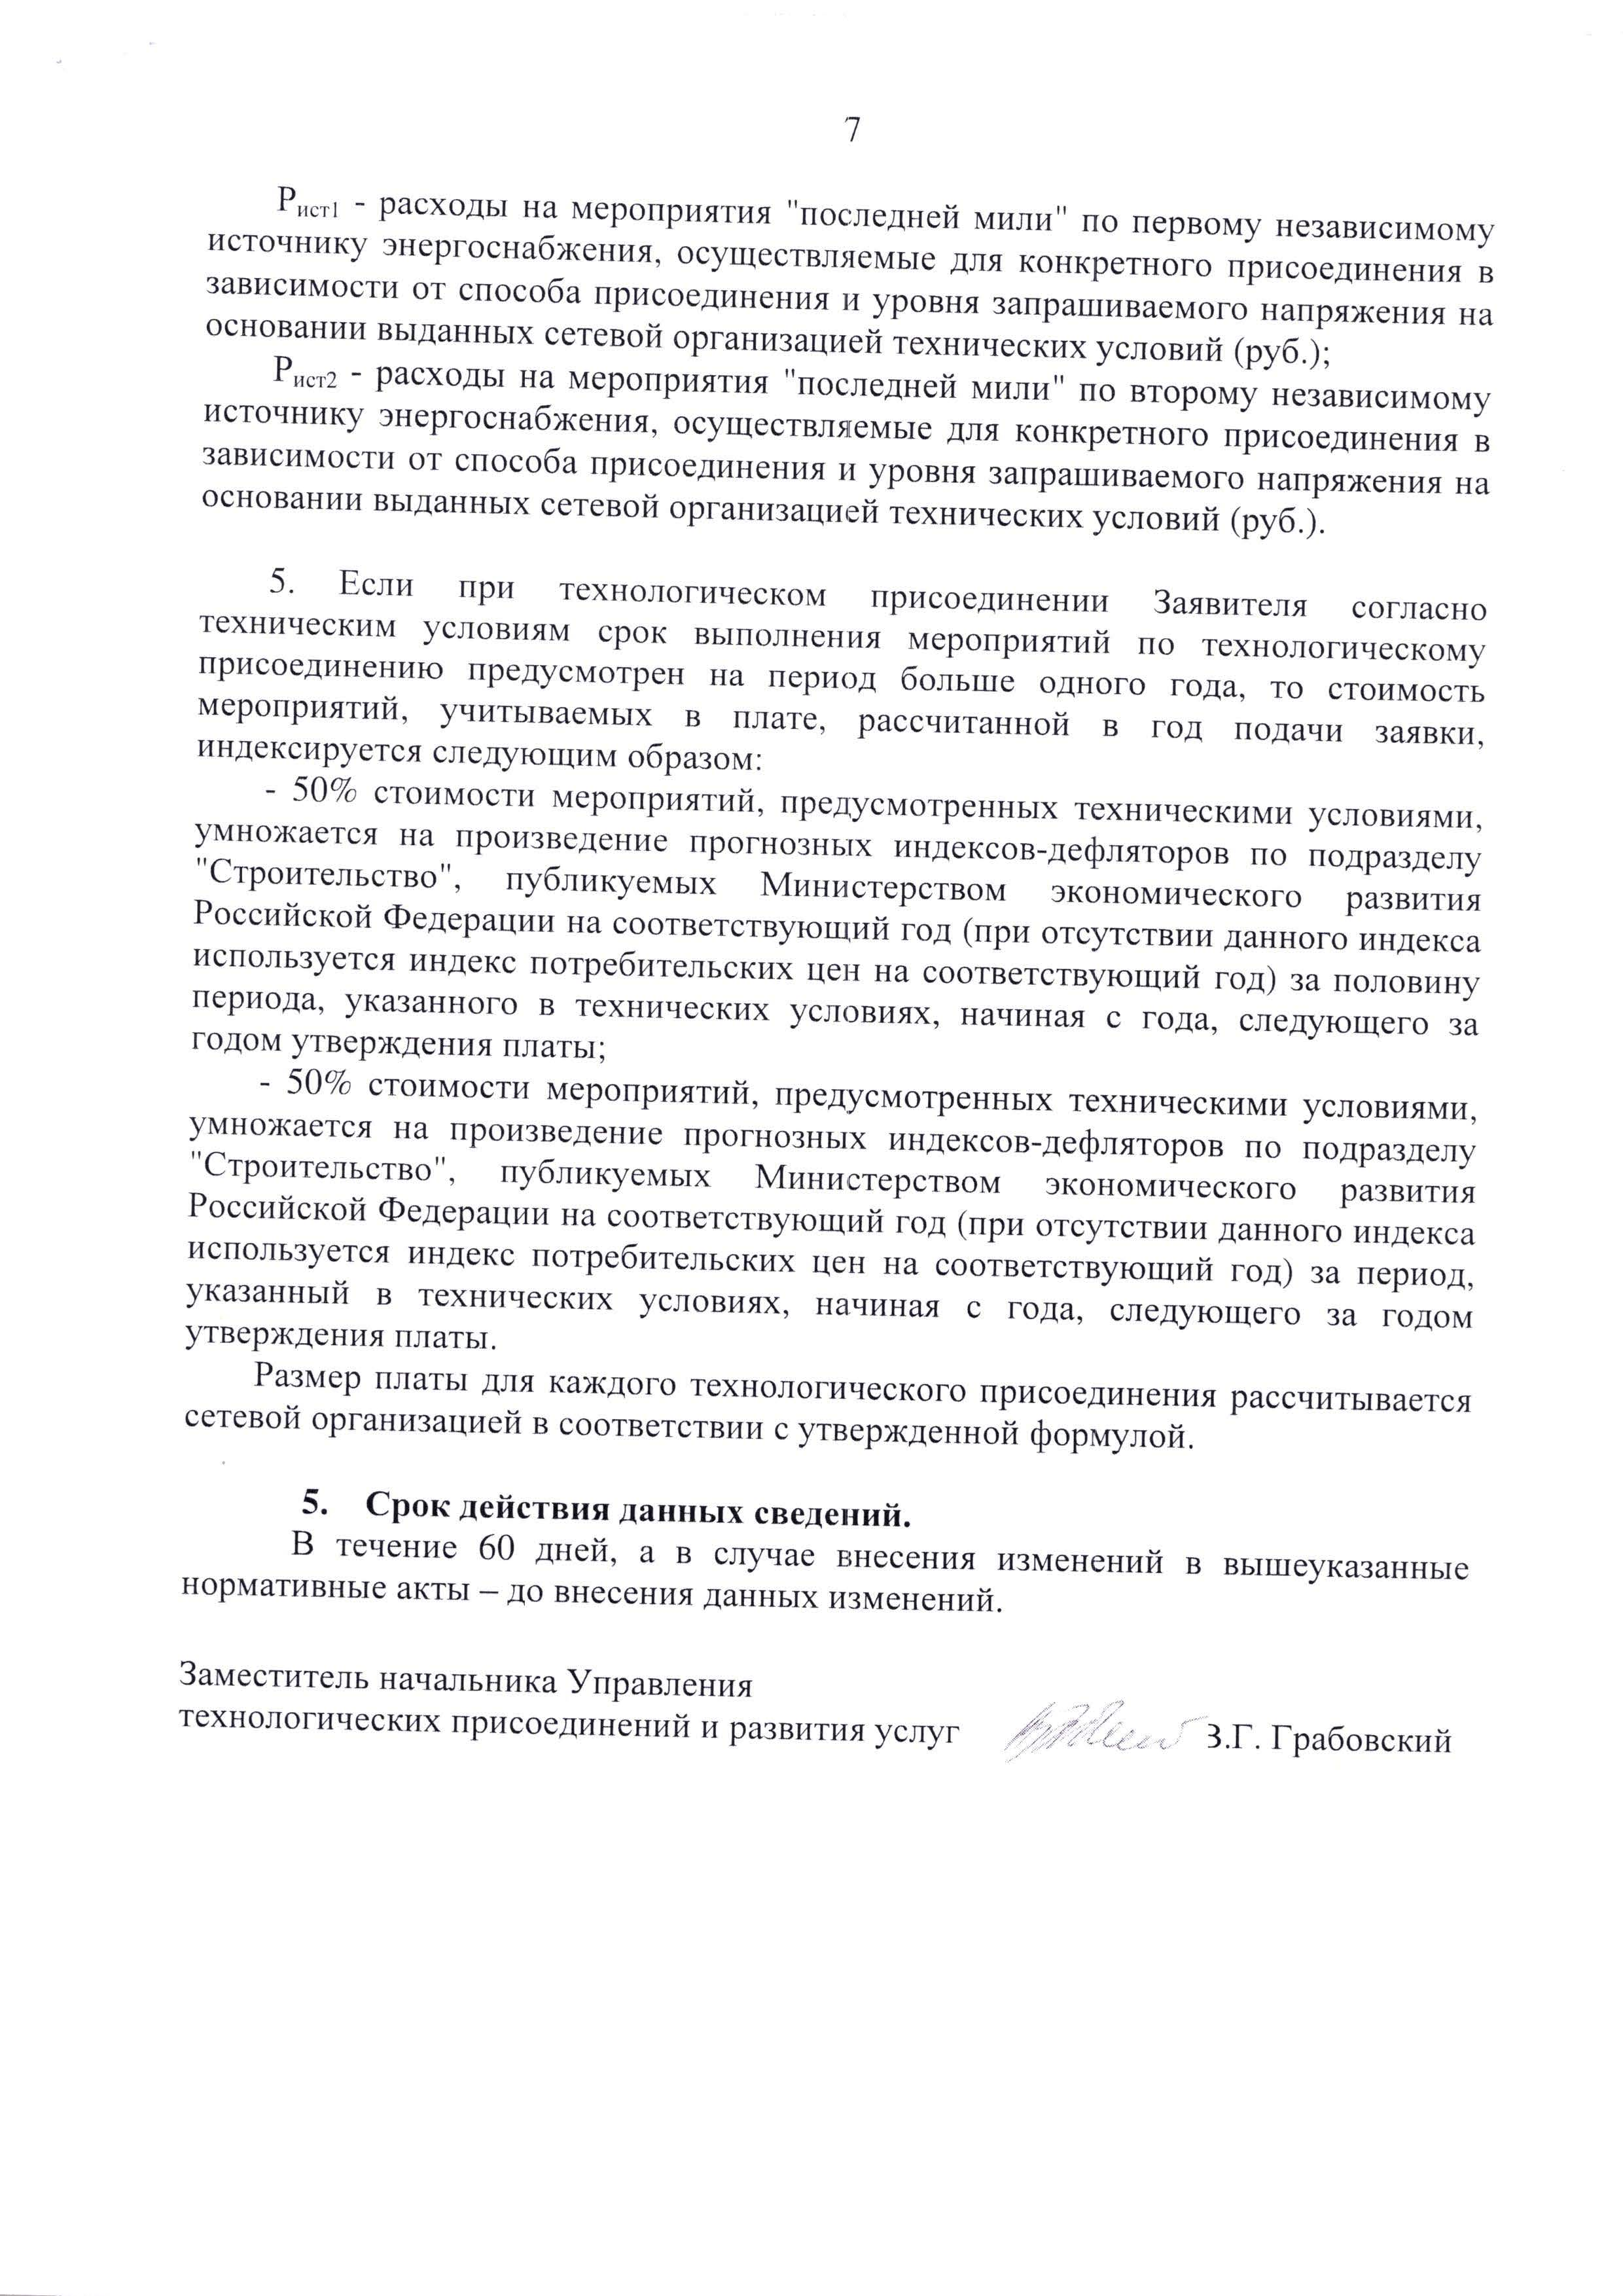 7
Рист1 - расходы на мероприятия "последней мили" по первому независимому
источнику энергоснабжения, осуществляемые для конкретного присоединения в
зависимости от способа присоединения и уровня запрашиваемого напряжения на
основании выданных сетевой организацией технических условий (руб.);
Рист2 - расходы на мероприятия "последней мили" по второму независимому
источнику энергоснабжения, осуществляемые для конкретного присоединения в
зависимости от способа присоединения и уровня запрашиваемого напряжения на
основании выданных сетевой организацией технических условий (руб.).
5. Если при технологическом присоединении Заявителя согласно
техническим условиям срок выполнения мероприятий по технологическому
присоединению предусмотрен на период больше одного года, то стоимость
мероприятий, учитываемых в плате, рассчитанной в год подачи заявки,
индексируется следующим образом:
- 50% стоимости мероприятий, предусмотренных техническими условиями,
умножается на произведение прогнозных индексов-дефляторов по подразделу
"Строительство", публикуемых Министерством экономического развития
Российской Федерации на соответствующий год (при отсутствии данного индекса
используется индекс потребительских цен на соответствующий год) за половину
периода, указанного в технических условиях, начиная с года, следующего за
годом утверждения платы;
- 50% стоимости мероприятий, предусмотренных техническими условиями,
умножается на произведение прогнозных индексов-дефляторов по подразделу
"Строительство", публикуемых Министерством экономического развития
Российской Федерации на соответствующий год (при отсутствии данного индекса
используется индекс потребительских цен на соответствующий год) за период,
указанный в технических условиях, начиная с года, следующего за годом
утверждения платы.
Размер платы для каждого технологического присоединения рассчитывается
сетевой организацией в соответствии с утвержденной формулой.
5. Срок действия данных сведений.
В течение 60 дней, а в случае внесения изменений в вышеуказанные
нормативные акты – до внесения данных изменений.
Заместитель начальника Управления
технологических присоединений и развития услуг З.Г. Грабовский